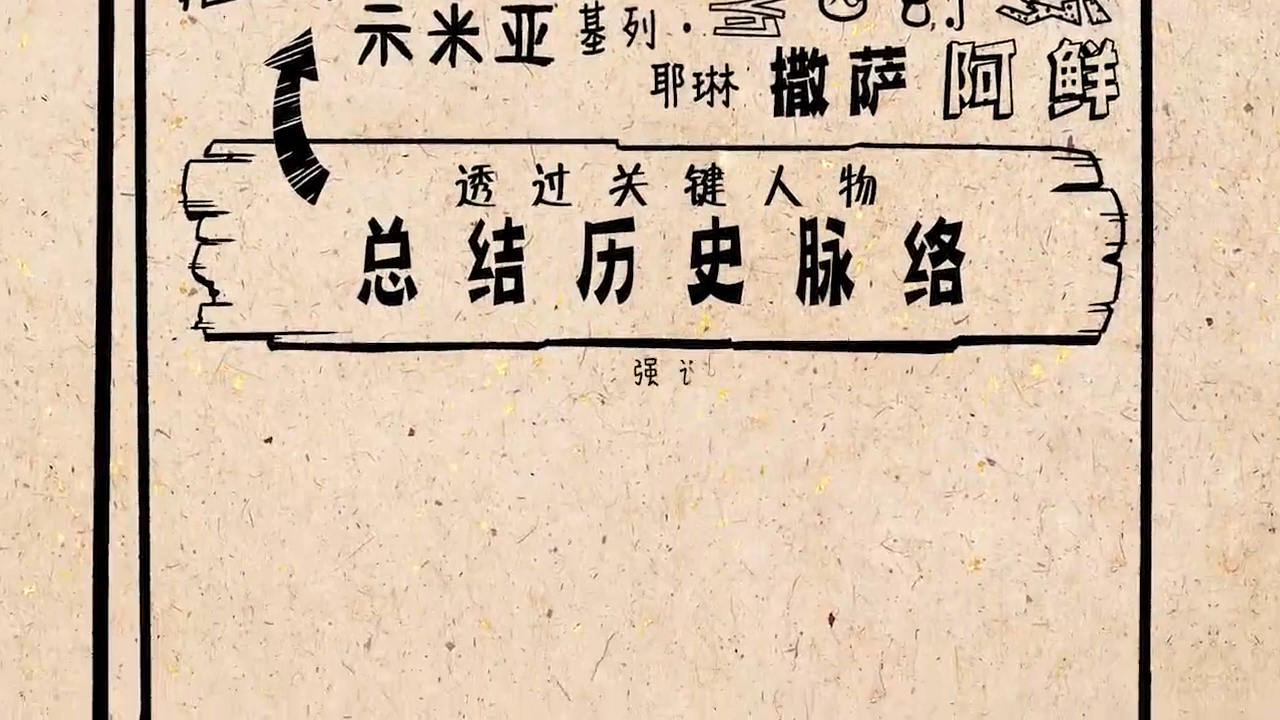 示米亚 基列·
耶琳 撒萨 阿鲜
透过关键人物
总结历史脉络
强